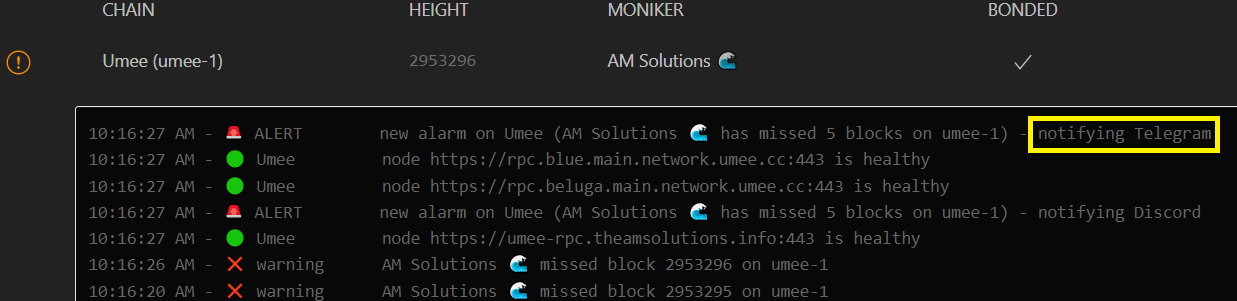 CHAIN HEIGHT MONIKER BONDED
Umee (umee-1) 2953296 AM Solutions 🌊 ✓
10:16:27 AM - 🚨 ALERT new alarm on Umee (AM Solutions 🌊 has missed 5 blocks on umee-1) - notifying Telegram
10:16:27 AM - 🟢 Umee node https://rpc.blue.main.network.umee.cc:443 is healthy
10:16:27 AM - 🟢 Umee node https://rpc.beluga.main.network.umee.cc:443 is healthy
10:16:27 AM - 🚨 ALERT new alarm on Umee (AM Solutions 🌊 has missed 5 blocks on umee-1) - notifying Discord
10:16:27 AM - 🟢 Umee node https://umee-rpc.theamsolutions.info:443 is healthy
10:16:26 AM - ❌ warning AM Solutions 🌊 missed block 2953296 on umee-1
10:16:20 AM - ❌ warning AM Solutions 🌊 missed block 2953295 on umee-1